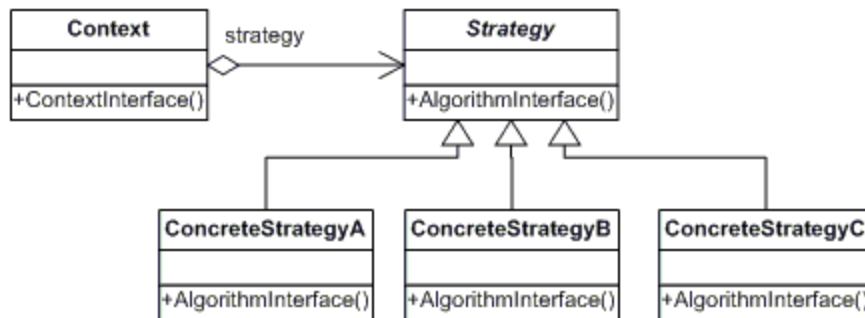 Context
strategy
Strategy
+ContextInterface()
+AlgorithmInterface()
ConcreteStrategyA
ConcreteStrategyB
ConcreteStrategyC
+AlgorithmInterface()
+AlgorithmInterface()
+AlgorithmInterface()